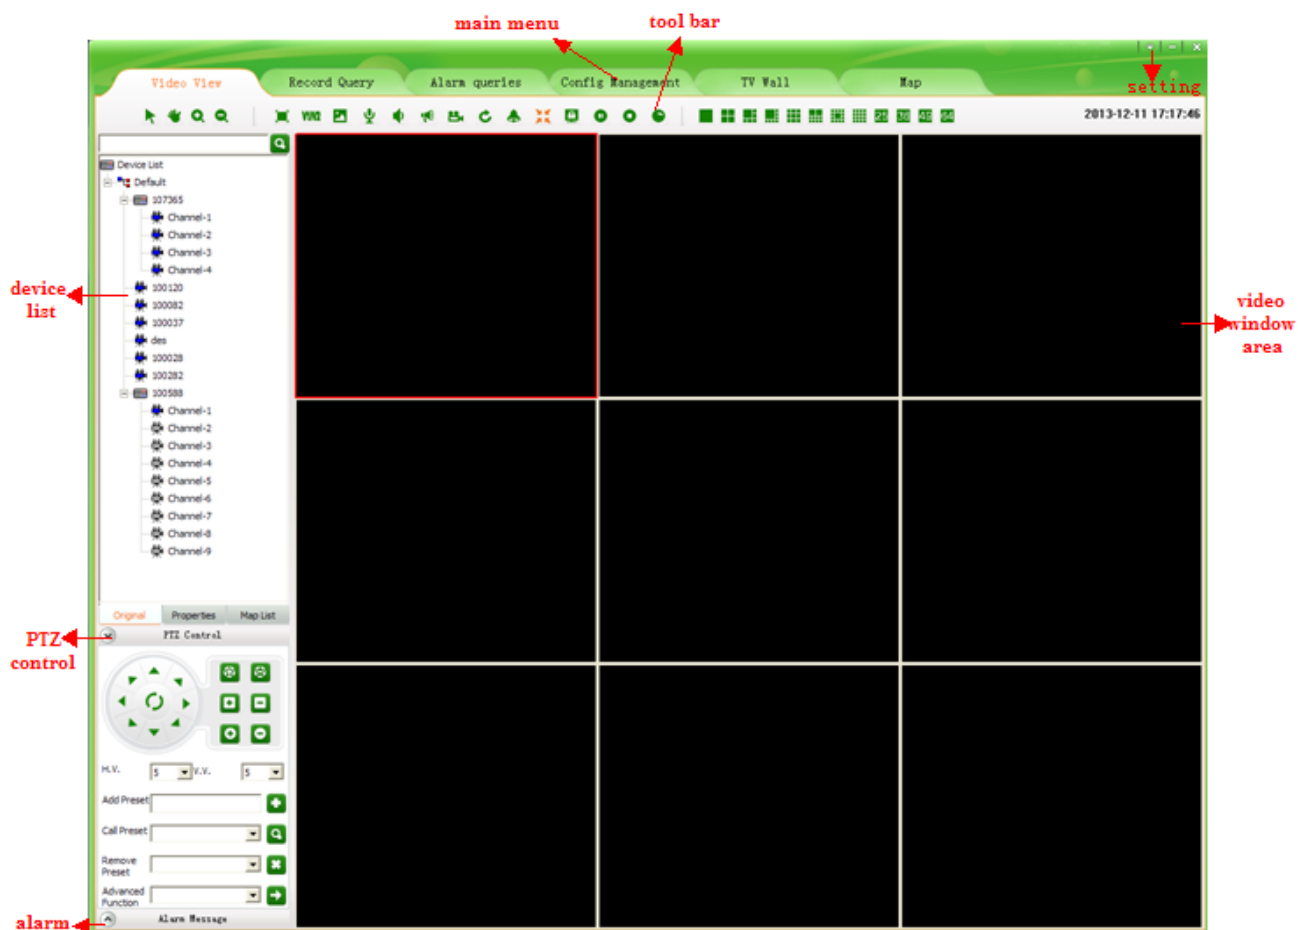 main menu
tool bar
Video View
Record Query
Alarm queries
Config Management
TV Wall
Map
setting
2013-12-11 17:17:46
Device List
Default
107365
Channel-1
Channel-2
Channel-3
Channel-4
100120
100082
100037
des
100028
100282
100588
Channel-1
Channel-2
Channel-3
Channel-4
Channel-5
Channel-6
Channel-7
Channel-8
Channel-9
device
list
video
window
area
Original
Properties
Map List
PTZ Control
PTZ
control
H.V.
5
V.V.
5
Add Preset
Call Preset
Remove
Preset
Advanced
Function
Alarm Message
alarm